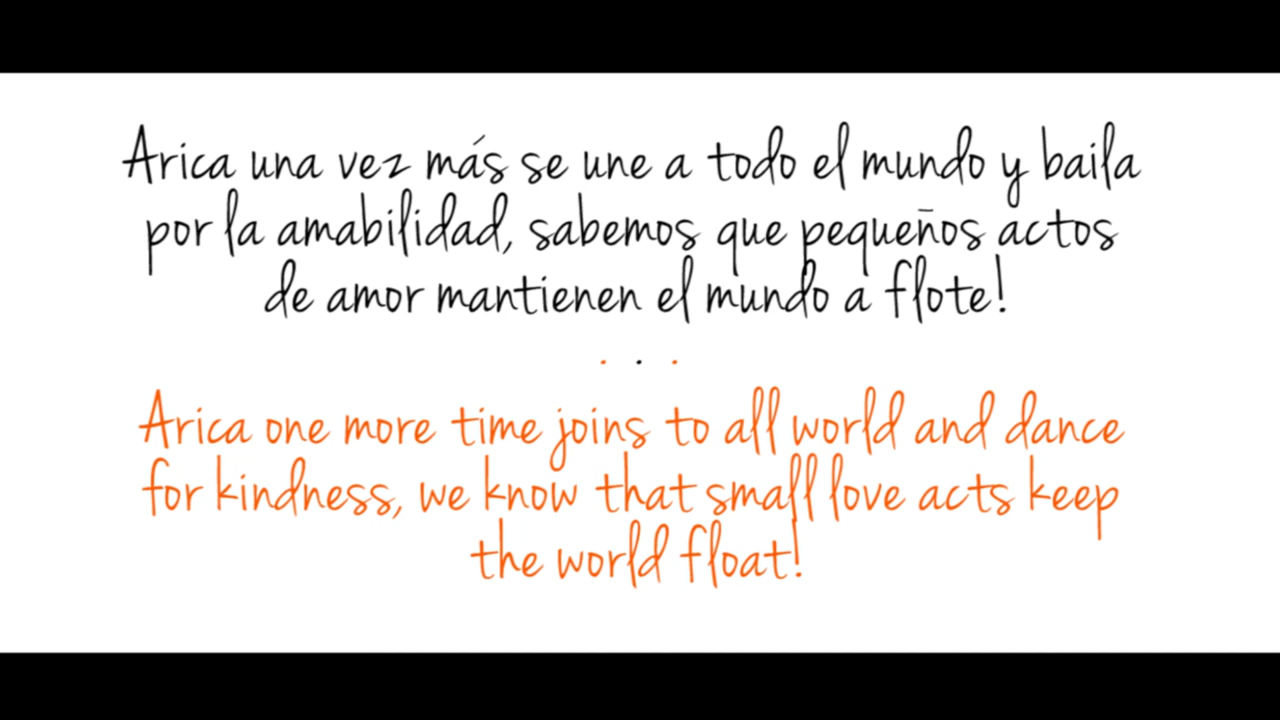 Arica una vez más se une a todo el mundo y baila
por la amabilidad, sabemos que pequeños actos
de amor mantienen el mundo a flote!
. . .
Arica one more time joins to all world and dance
for kindness, we know that small love acts keep
the world float!